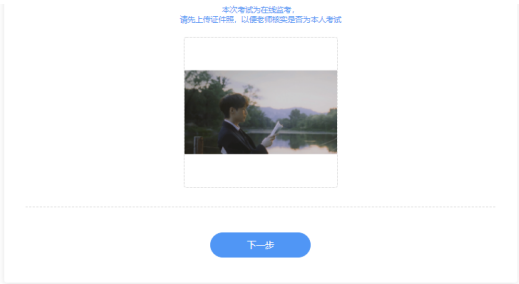 本次考试为在线监考，
请先上传证件照，以便老师核实是否为本人考试
下一步